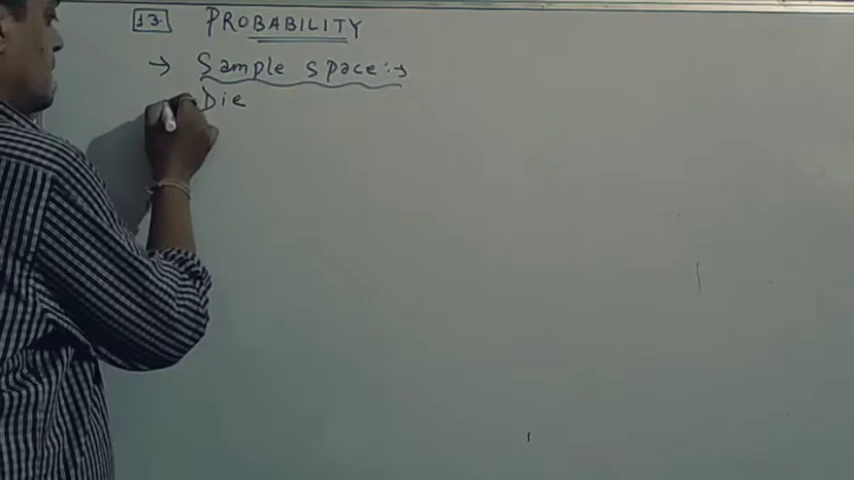 13. PROBABILITY
→ Sample space :→
Die